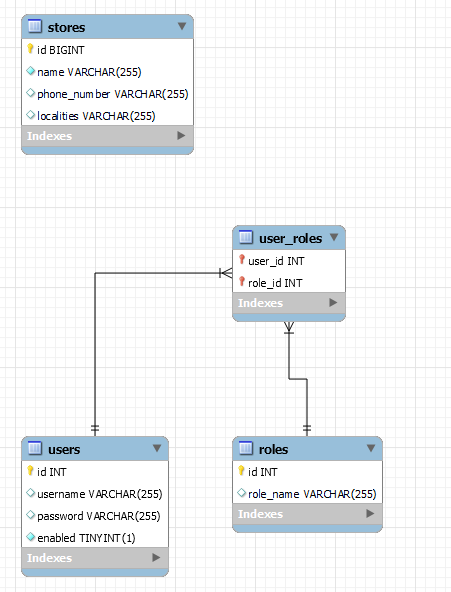 stores
id BIGINT
name VARCHAR(255)
phone_number VARCHAR(255)
localities VARCHAR(255)
Indexes
user_roles
user_id INT
role_id INT
Indexes
users
id INT
username VARCHAR(255)
password VARCHAR(255)
enabled TINYINT(1)
Indexes
roles
id INT
role_name VARCHAR(255)
Indexes